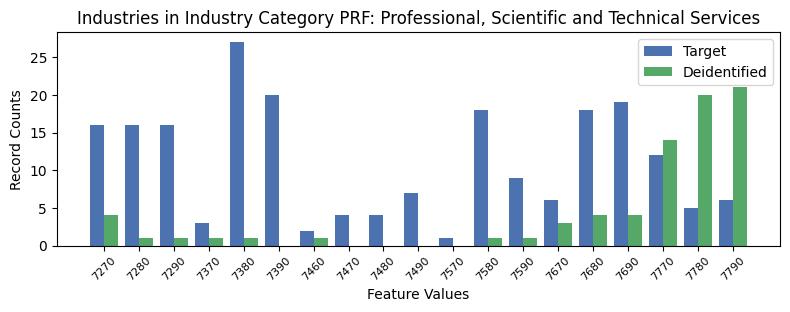 Industries in Industry Category PRF: Professional, Scientific and Technical Services
Target
Deidentified
Record Counts
25
20
15
10
5
0
7270 7280 7290 7370 7380 7390 7460 7470 7480 7490 7570 7580 7590 7670 7680 7690 7770 7780 7790
Feature Values